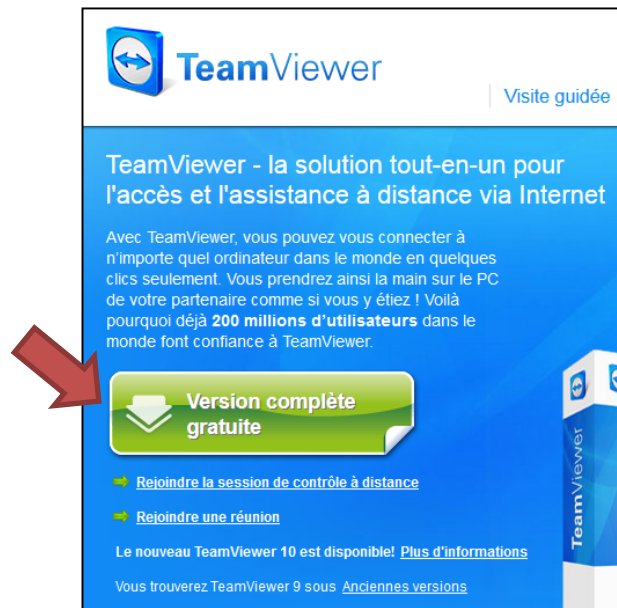 TeamViewer
Visite guidée
TeamViewer - la solution tout-en-un pour
l'accès et l'assistance à distance via Internet
Avec TeamViewer, vous pouvez vous connecter à
n'importe quel ordinateur dans le monde en quelques
clics seulement. Vous prendrez ainsi la main sur le PC
de votre partenaire comme si vous y étiez ! Voilà
pourquoi déjà 200 millions d'utilisateurs dans le
monde font confiance à TeamViewer.
Version complète
gratuite
Rejoindre la session de contrôle à distance
Rejoindre une réunion
Le nouveau TeamViewer 10 est disponible! Plus d'informations
Vous trouverez TeamViewer 9 sous Anciennes versions
TeamViewer